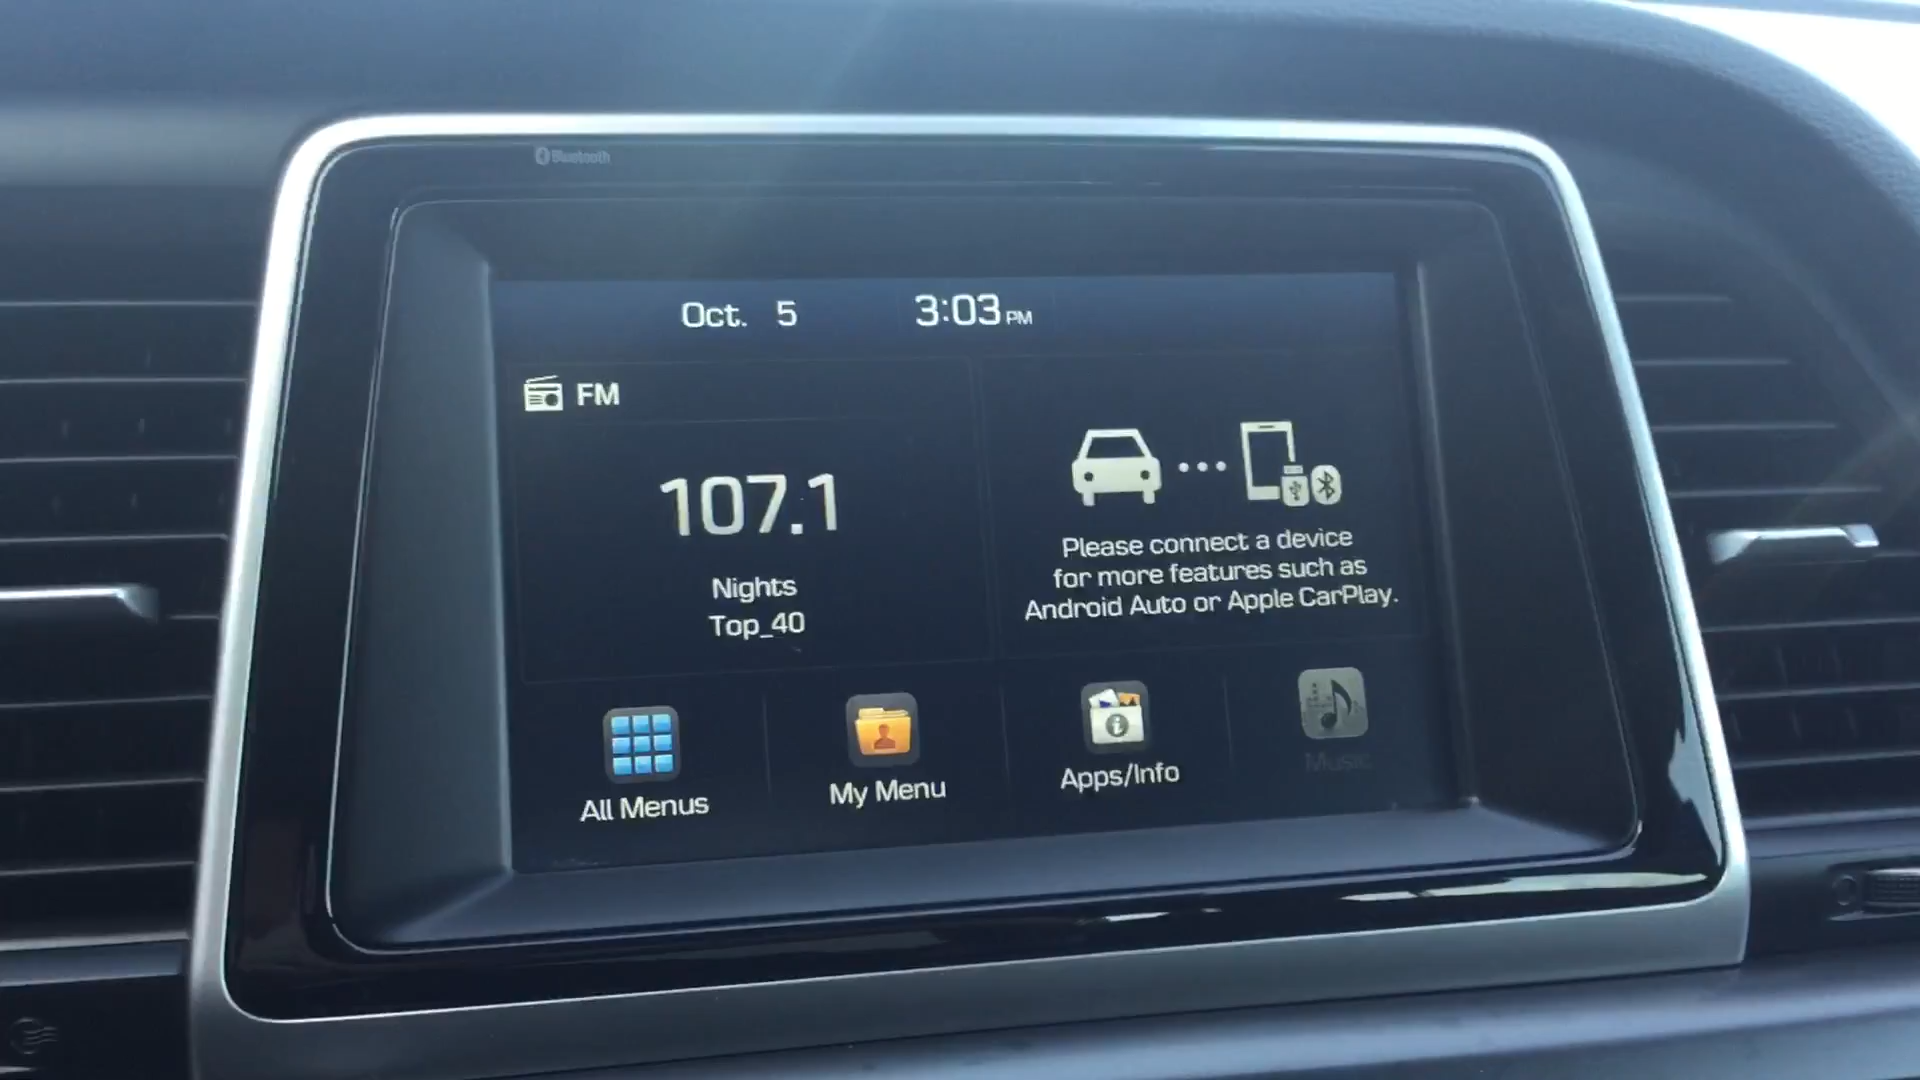 Bluetooth
Oct. 5 3:03 PM
FM
107.1
Nights
Top_40
Please connect a device
for more features such as
Android Auto or Apple CarPlay.
All Menus
My Menu
Apps/Info
Music